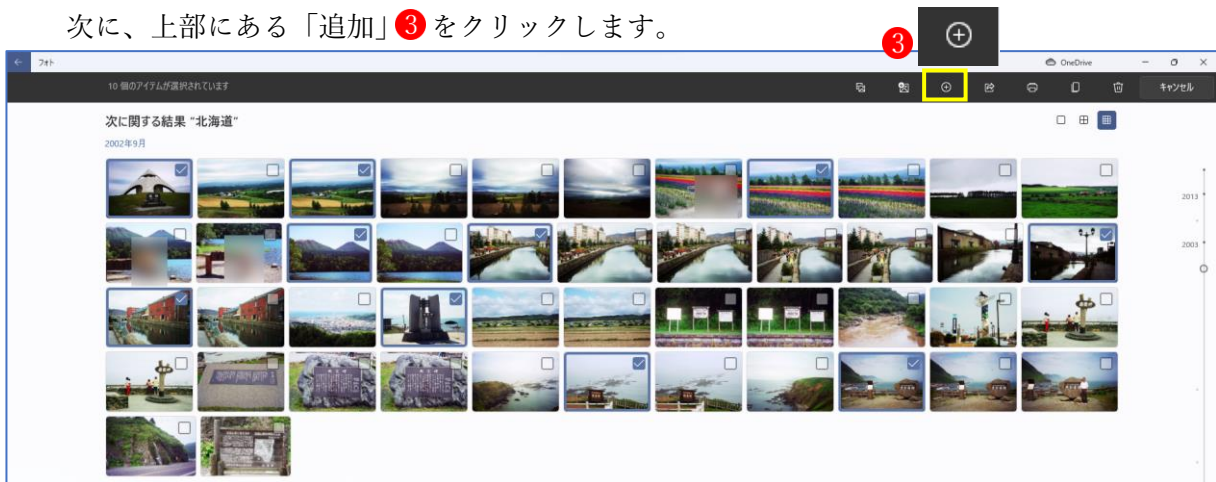 次に、上部にある「追加」3をクリックします。
3
フォト
OneDrive
10 個のアイテムが選択されています
キャンセル
次に関する結果 "北海道"
2002年9月
2013
2003